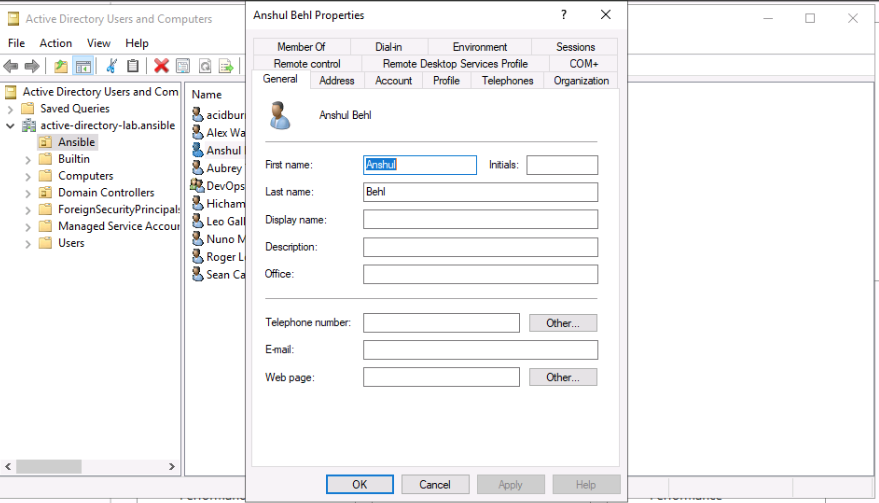 Active Directory Users and Computers
File Action View Help
Active Directory Users and Com
Saved Queries
active-directory-lab.ansible
Ansible
Builtin
Computers
Domain Controllers
ForeignSecurityPrincipals
Managed Service Accour
Users
Name
acidbur
Alex Wa
Anshul
Aubrey
DevOps
Hicham
Leo Gall
Nuno M
Roger L
Sean Ca
Anshul Behl Properties
?
Member Of Dial-in Environment Sessions
Remote control Remote Desktop Services Profile COM+
General Address Account Profile Telephones Organization
Anshul Behl
First name: Anshul Initials:
Last name: Behl
Display name:
Description:
Office:
Telephone number: Other...
E-mail:
Web page: Other...
OK Cancel Apply Help